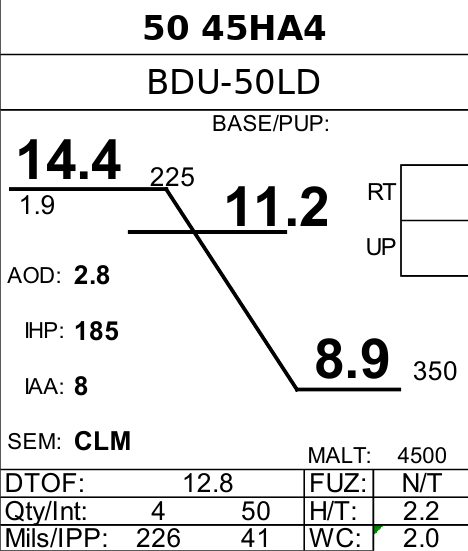 50 45HA4
BDU-50LD
BASE/PUP:
14.4
225
1.9
11.2
RT
UP
AOD: 2.8
IHP: 185
8.9
350
IAA: 8
SEM: CLM
MALT: 4500
DTOF: 12.8 FUZ: N/T
Qty/Int: 4 50 H/T: 2.2
Mils/IPP: 226 41 WC: 2.0